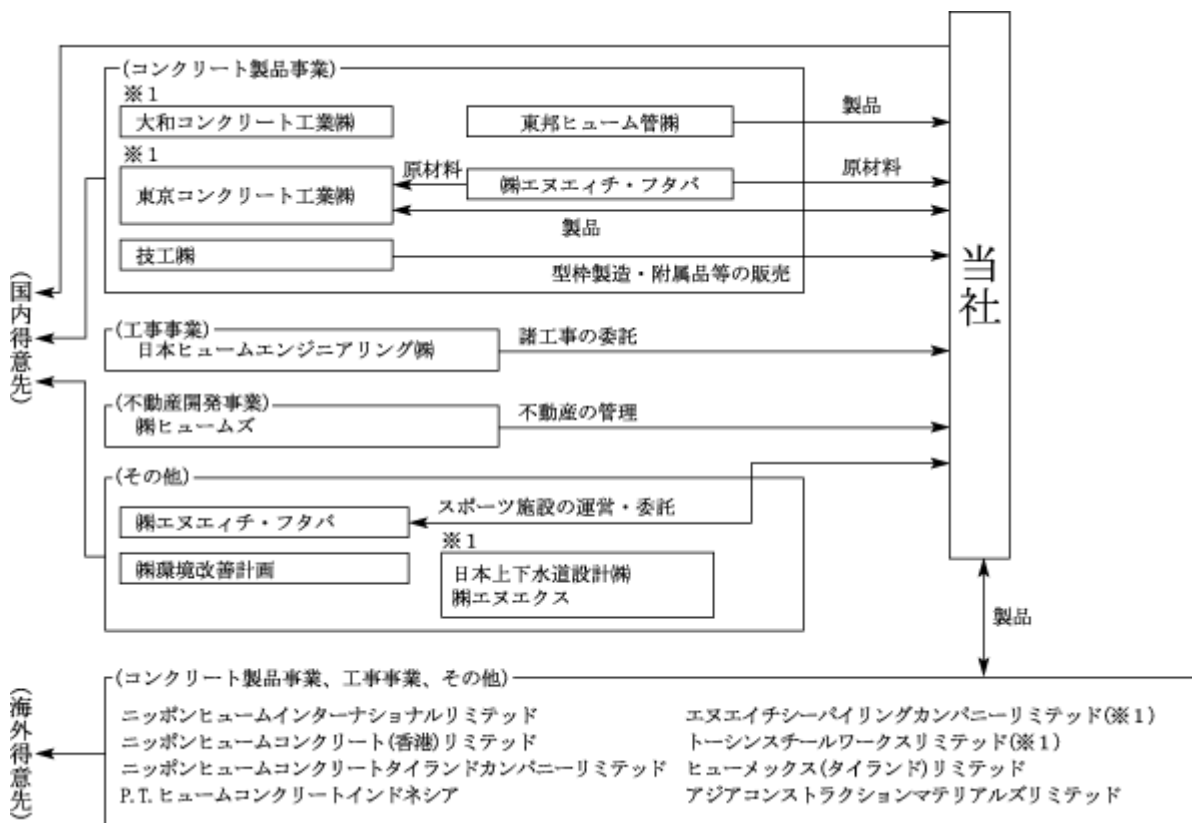 (コンクリート製品事業)
※1
大和コンクリート工業㈱
東邦ヒューム管㈱
製品
※1
東京コンクリート工業㈱
原材料
㈱エヌエィチ・フタバ
原材料
製品
技工㈱
型枠製造・附属品等の販売
当社
(国内得意先)
(工事事業)
日本ヒュームエンジニアリング㈱
諸工事の委託
(不動産開発事業)
㈱ヒュームズ
不動産の管理
(その他)
㈱エヌエィチ・フタバ
スポーツ施設の運営・委託
※1
㈱環境改善計画
日本上下水道設計㈱
㈱エヌエクス
製品
(海外得意先)
(コンクリート製品事業、工事事業、その他)
ニッポンヒュームインターナショナルリミテッド
エヌエイチシーパイリングカンパニーリミテッド(※1)
ニッポンヒュームコンクリート(香港)リミテッド
トーシンスチールワークスリミテッド(※1)
ニッポンヒュームコンクリートタイランドカンパニーリミテッド
ヒューメックス(タイランド)リミテッド
P.T.ヒュームコンクリートインドネシア
アジアコンストラクションマテリアルズリミテッド